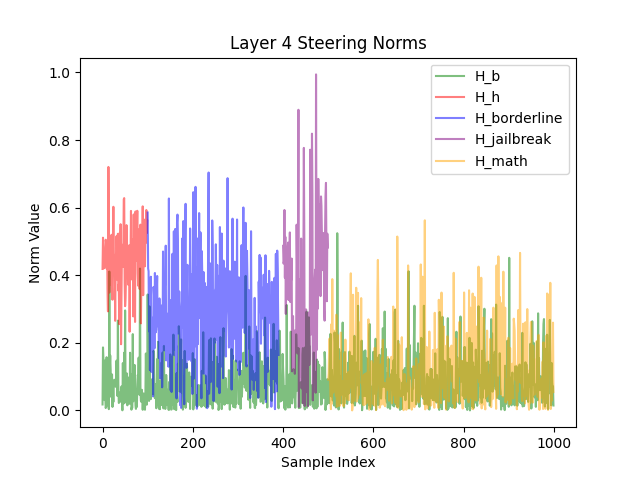 Layer 4 Steering Norms
H_b
H_h
H_borderline
H_jailbreak
H_math
Norm Value
1.0
0.8
0.6
0.4
0.2
0.0
0
200
400
600
800
1000
Sample Index